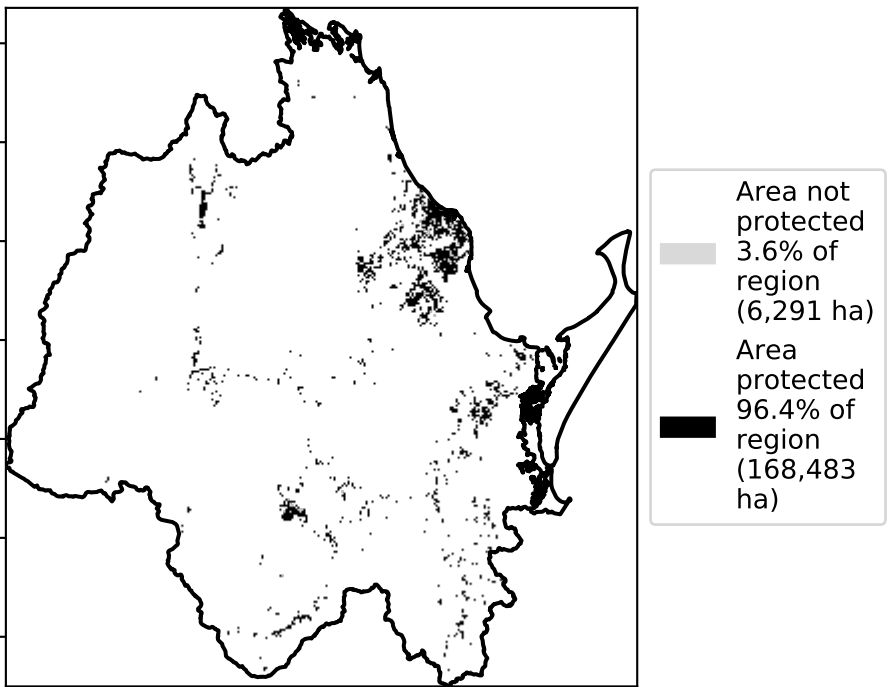 Area not
protected
3.6% of
region
(6,291 ha)
Area
protected
96.4% of
region
(168,483
ha)